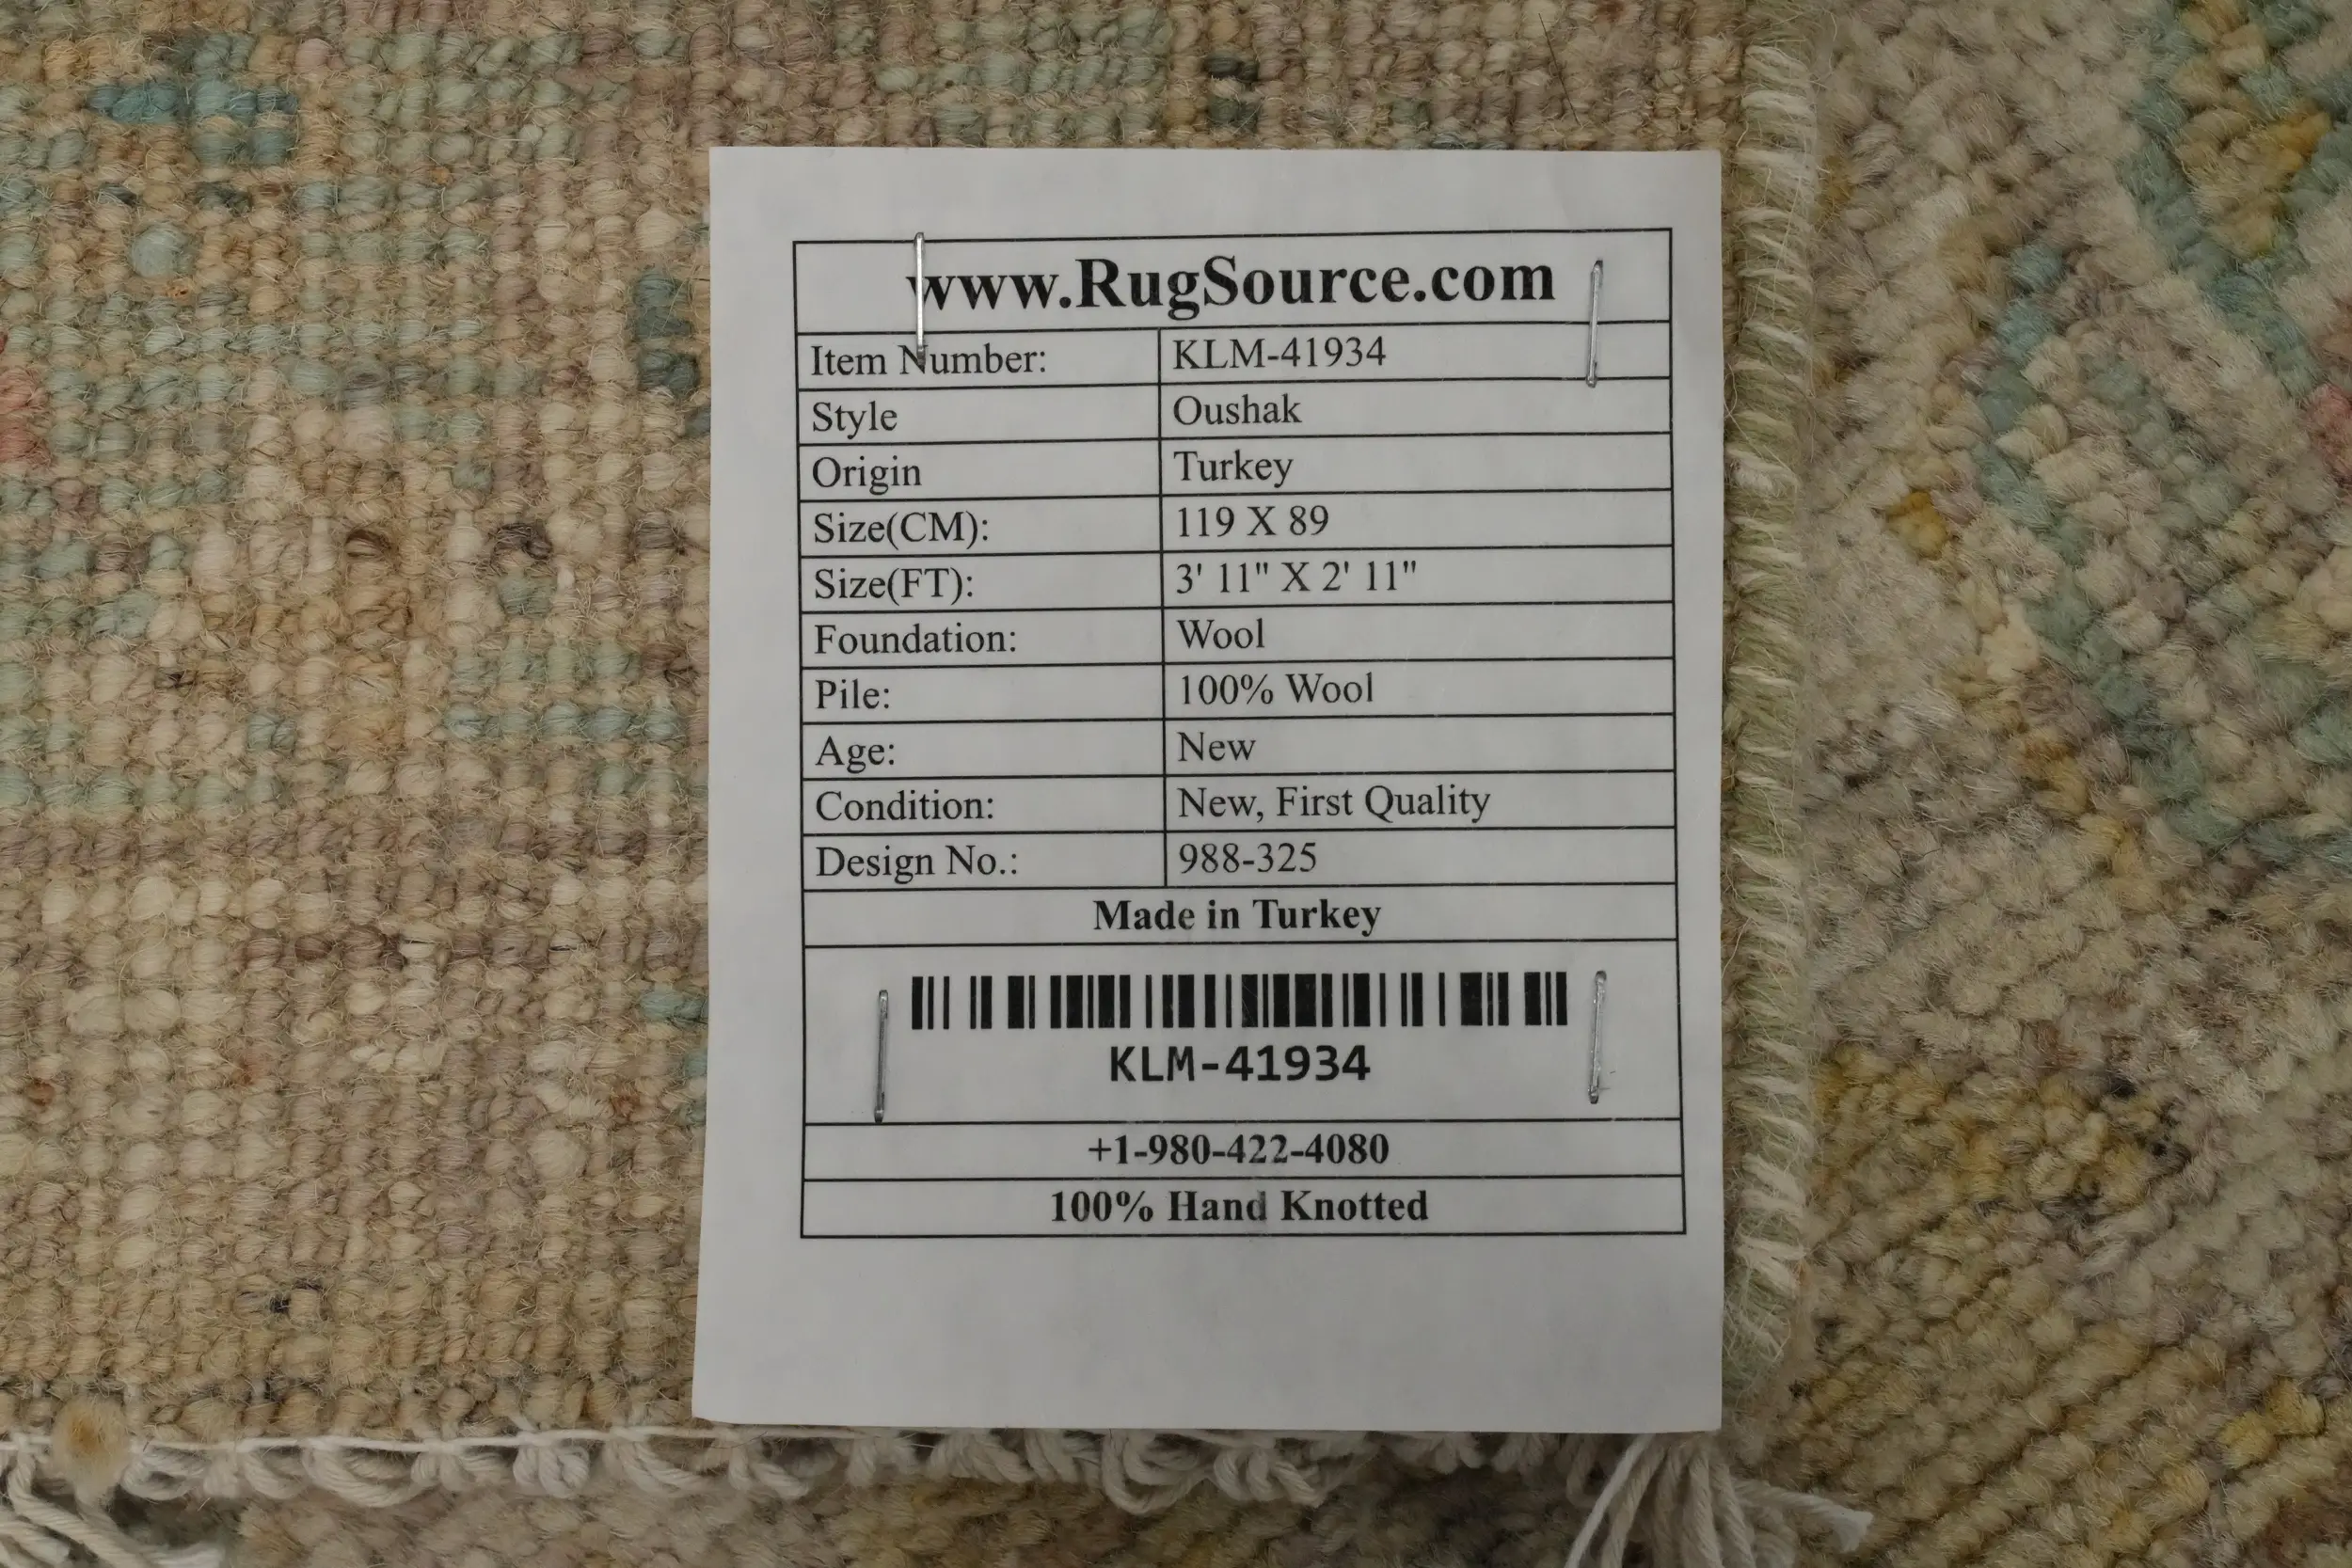 www.RugSource.com
Item Number: KLM-41934
Style Oushak
Origin Turkey
Size(CM): 119 X 89
Size(FT): 3' 11" X 2' 11"
Foundation: Wool
Pile: 100% Wool
Age: New
Condition: New, First Quality
Design No.: 988-325
Made in Turkey
KLM-41934
+1-980-422-4080
100% Hand Knotted